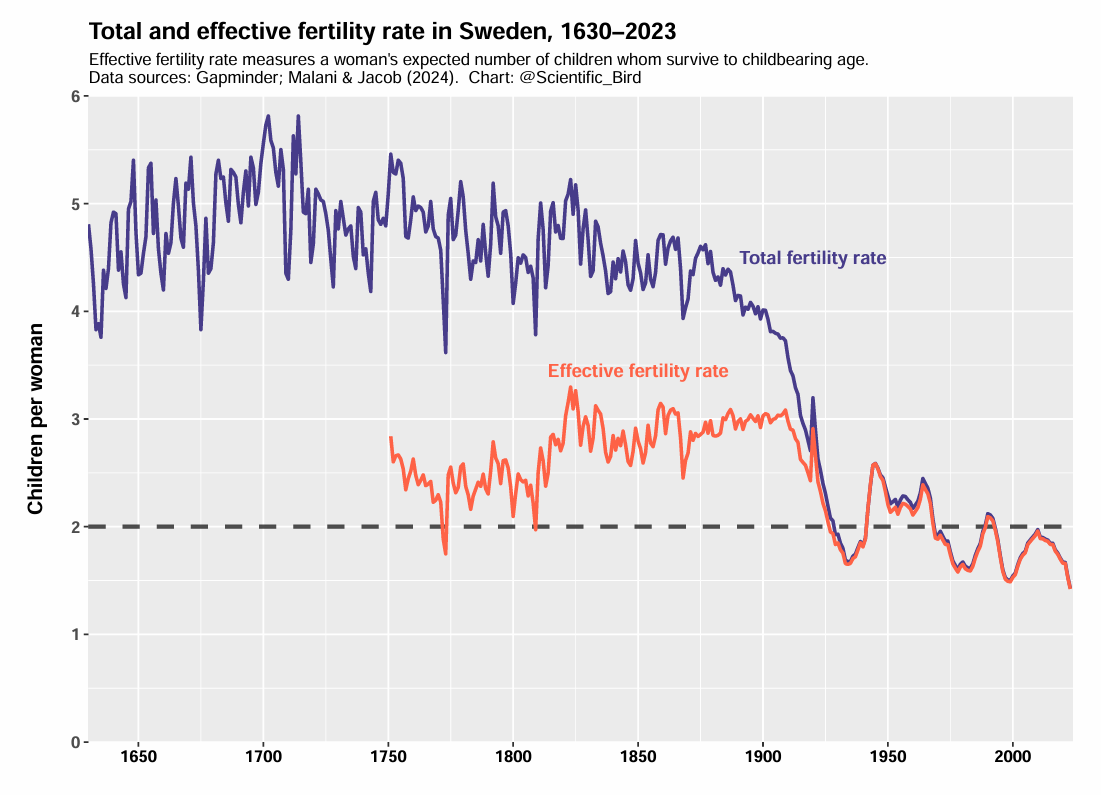 Total and effective fertility rate in Sweden, 1630–2023
Effective fertility rate measures a woman's expected number of children whom survive to childbearing age.
Data sources: Gapminder; Malani & Jacob (2024).  Chart: @Scientific_Bird
Children per woman
6
5
4
3
2
1
0
Total fertility rate
Effective fertility rate
1650 1700 1750 1800 1850 1900 1950 2000